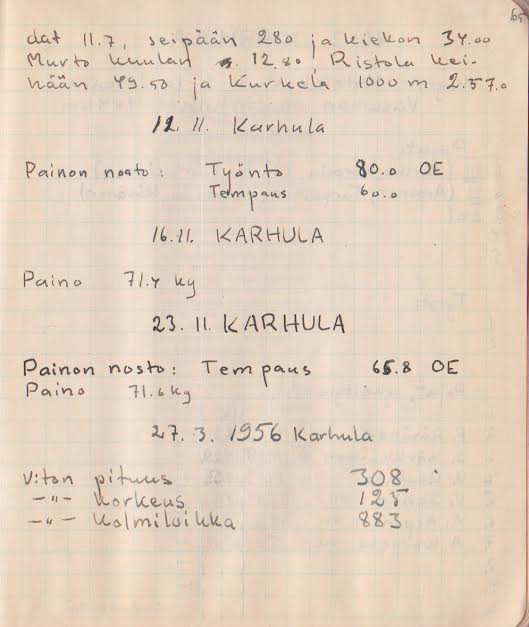 65
dat 11.7, seipään 280 ja kiekon 34.00
Murto kuulan 12.80, Ristola kei-
hään 49.50 ja Kurkela 1000 m 2.57.0
12. 11. Karhula
Painon nosto: Työnto 80.0 OE
Tempaus 60.0
16.11. KARHULA
Paino 71.4 kg
23. 11. KARHULA
Painon nosto: Tempaus 65.8 OE
Paino 71.6 kg
27. 3. 1956 Karhula
V:ton pituus 308
-"- korkeus 125
-"- kolmiloikka 883